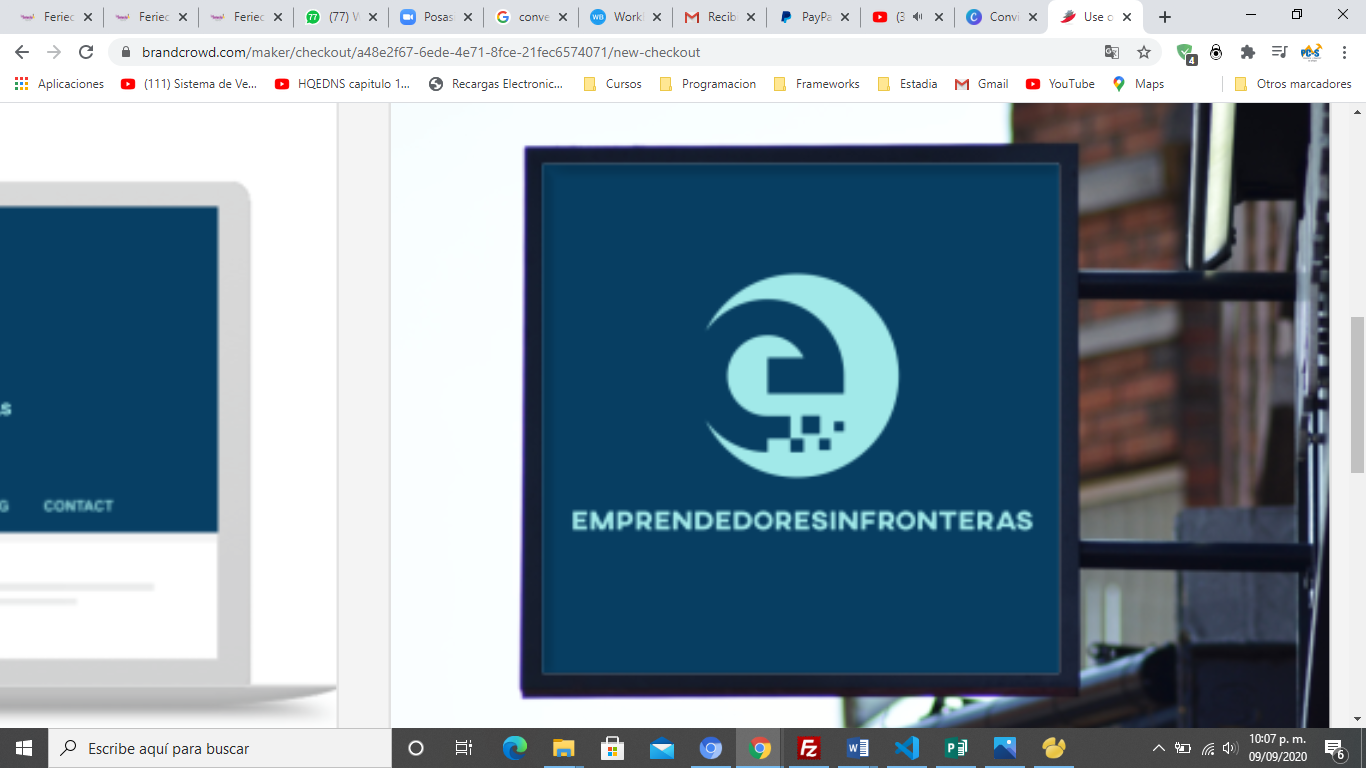 Feriec
Feriec
Feriec
(77) W
Posas
conve
Work
Recib
PayPa
(3
Convi
Use o
brandcrowd.com/maker/checkout/a48e2f67-6ede-4e71-8fce-21fec6574071/new-checkout
4
Aplicaciones
(111) Sistema de Ve...
HQEDNS capitulo 1...
Recargas Electronic...
Cursos
Programacion
Frameworks
Estadia
Gmail
YouTube
Maps
Otros marcadores
CONTACT
EMPRENDEDORESINFRONTERAS
Escribe aquí para buscar
10:07 p. m.
09/09/2020
6